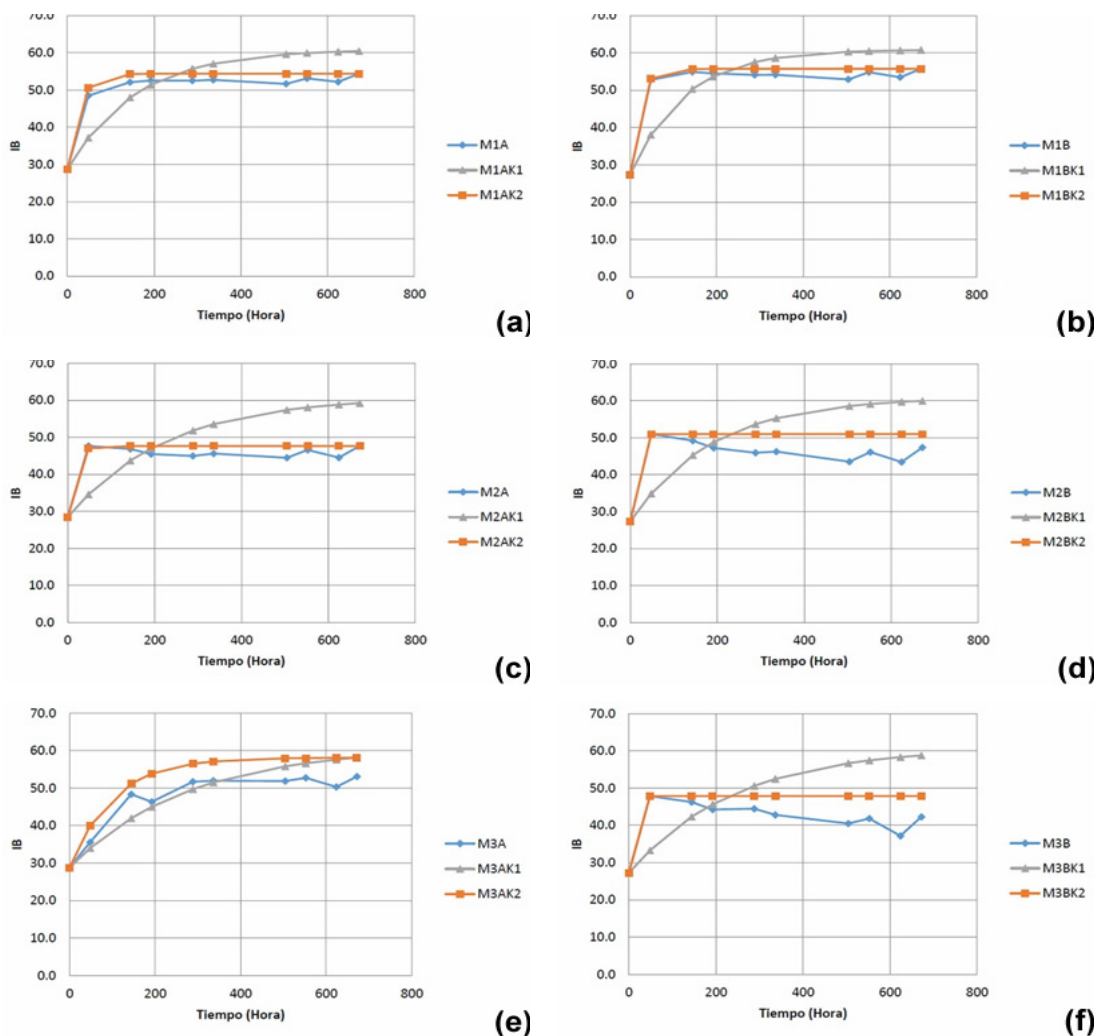 70.0
60.0
50.0
40.0
30.0
20.0
10.0
0.0
IB
0 200 400 600 800
Tiempo (Hora)
M1A
M1AK1
M1AK2
(a)
70.0
60.0
50.0
40.0
30.0
20.0
10.0
0.0
IB
0 200 400 600 800
Tiempo (Hora)
M1B
M1BK1
M1BK2
(b)
70.0
60.0
50.0
40.0
30.0
20.0
10.0
0.0
IB
0 200 400 600 800
Tiempo (Hora)
M2A
M2AK1
M2AK2
(c)
70.0
60.0
50.0
40.0
30.0
20.0
10.0
0.0
IB
0 200 400 600 800
Tiempo (Hora)
M2B
M2BK1
M2BK2
(d)
70.0
60.0
50.0
40.0
30.0
20.0
10.0
0.0
IB
0 200 400 600 800
Tiempo (Hora)
M3A
M3AK1
M3AK2
(e)
70.0
60.0
50.0
40.0
30.0
20.0
10.0
0.0
IB
0 200 400 600 800
Tiempo (Hora)
M3B
M3BK1
M3BK2
(f)